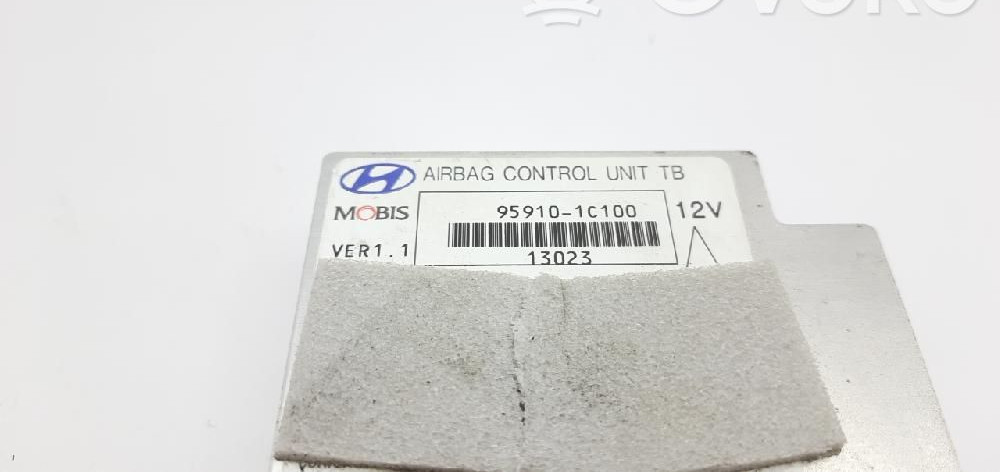 AIRBAG CONTROL UNIT TB
MOBIS
95910-1C100
12V
VER1.1
13023